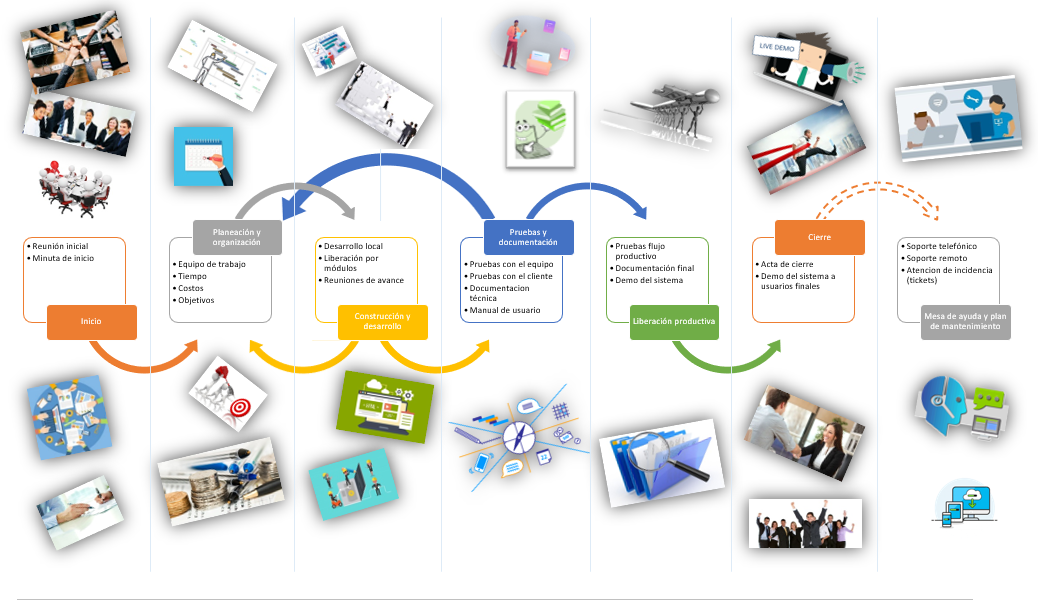 LIVE DEMO
Inicio
• Reunión inicial
• Minuta de inicio
Planeación y
organización
• Equipo de trabajo
• Tiempo
• Costos
• Objetivos
Construcción y
desarrollo
• Desarrollo local
• Liberación por
módulos
• Reuniones de avance
Pruebas y
documentación
• Pruebas con el equipo
• Pruebas con el cliente
• Documentacion
técnica
• Manual de usuario
Liberación productiva
• Pruebas flujo
productivo
• Documentación final
• Demo del sistema
Cierre
• Acta de cierre
• Demo del sistema a
usuarios finales
Mesa de ayuda y plan
de mantenimiento
• Soporte telefónico
• Soporte remoto
• Atencion de incidencia
(tickets)